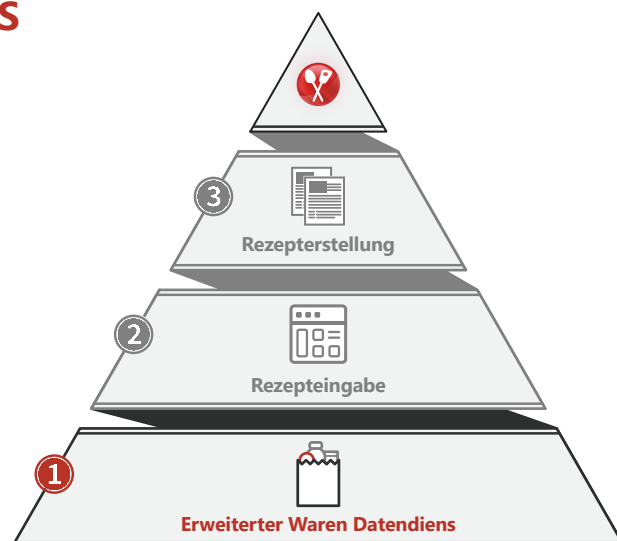 S
3
Rezepterstellung
2
Rezepteingabe
1
Erweiterter Waren Datendiens